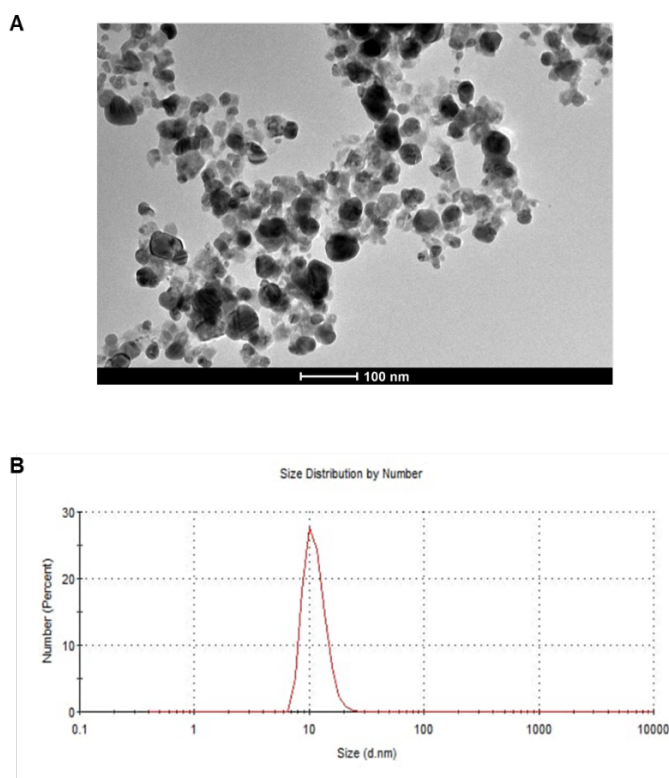 A
100 nm
B
Size Distribution by Number
Number (Percent)
30
20
10
0
0.1 1 10 100 1000 10000
Size (d.nm)